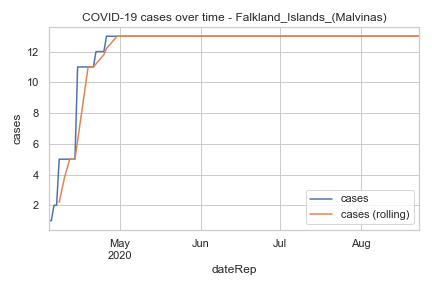 COVID-19 cases over time - Falkland_Islands_(Malvinas)
12
10
8
6
4
2
cases
May
2020
Jun
Jul
Aug
dateRep
cases
cases (rolling)